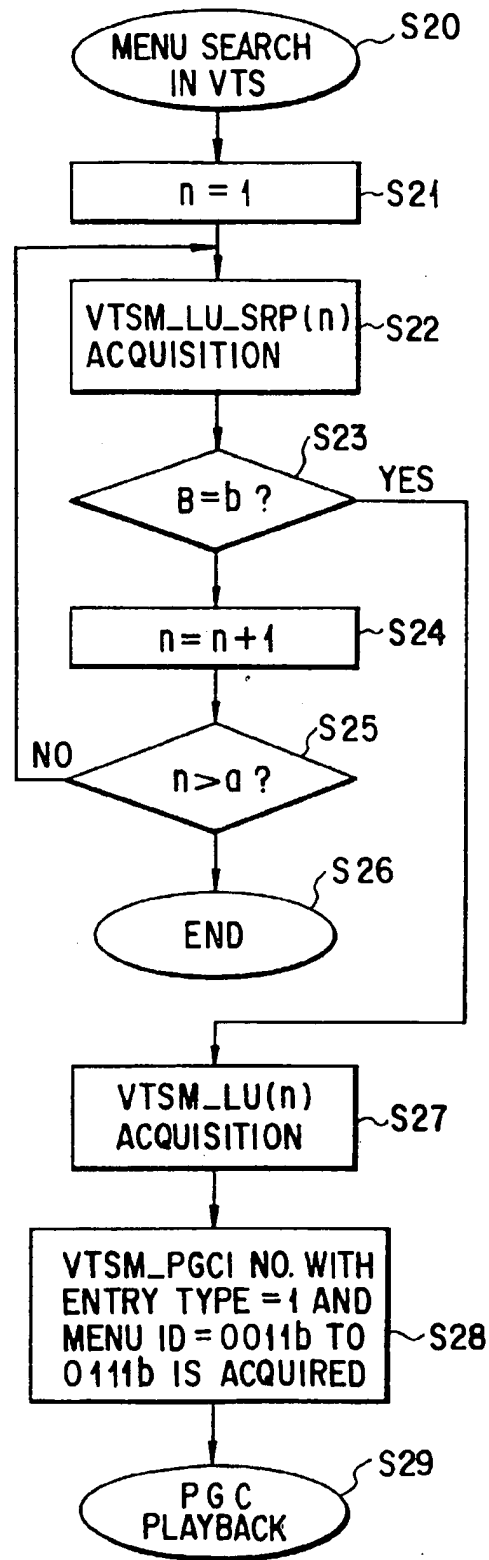 S20
MENU SEARCH
IN VTS
n = 1
S21
VTSM_LU_SRP(n)
ACQUISITION
S22
S23
B=b ?
YES
n = n+1
S24
S25
NO
n>a ?
S26
END
VTSM_LU(n)
ACQUISITION
S27
VTSM_PGCI NO. WITH
ENTRY TYPE =1 AND
MENU ID=0011b TO
0111b IS ACQUIRED
S28
S29
PGC
PLAYBACK